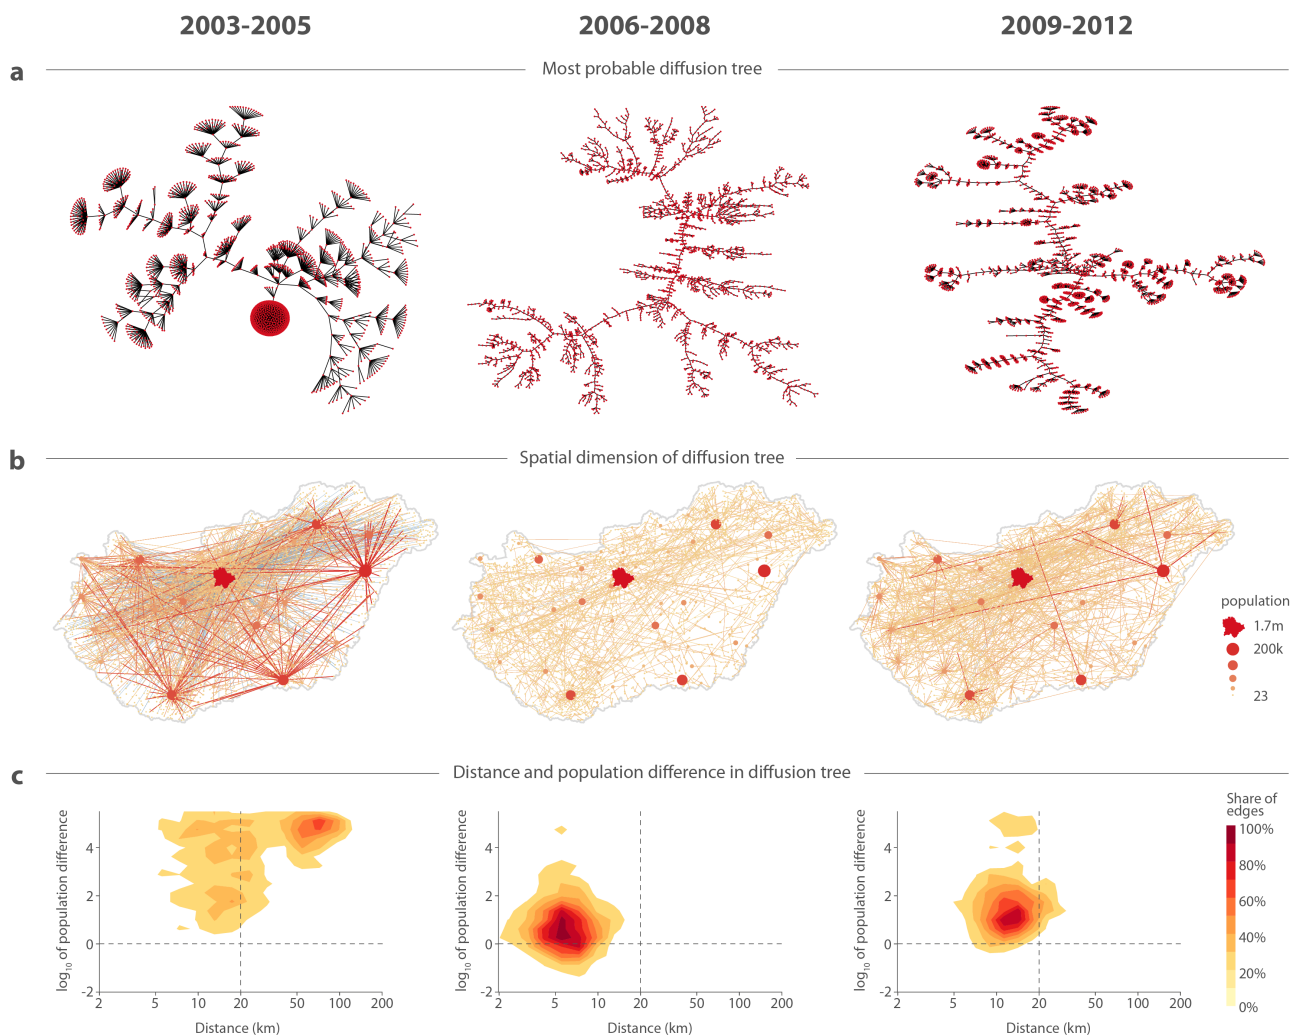 2003-2005
2006-2008
2009-2012
a
Most probable diffusion tree
b
Spatial dimension of diffusion tree
population
1.7m
200k
23
c
Distance and population difference in diffusion tree
log10 of population difference
4
2
0
-2
2
5
10
20
50
100
200
Distance (km)
log10 of population difference
4
2
0
-2
2
5
10
20
50
100
200
Distance (km)
log10 of population difference
4
2
0
-2
2
5
10
20
50
100
200
Distance (km)
Share of
edges
100%
80%
60%
40%
20%
0%